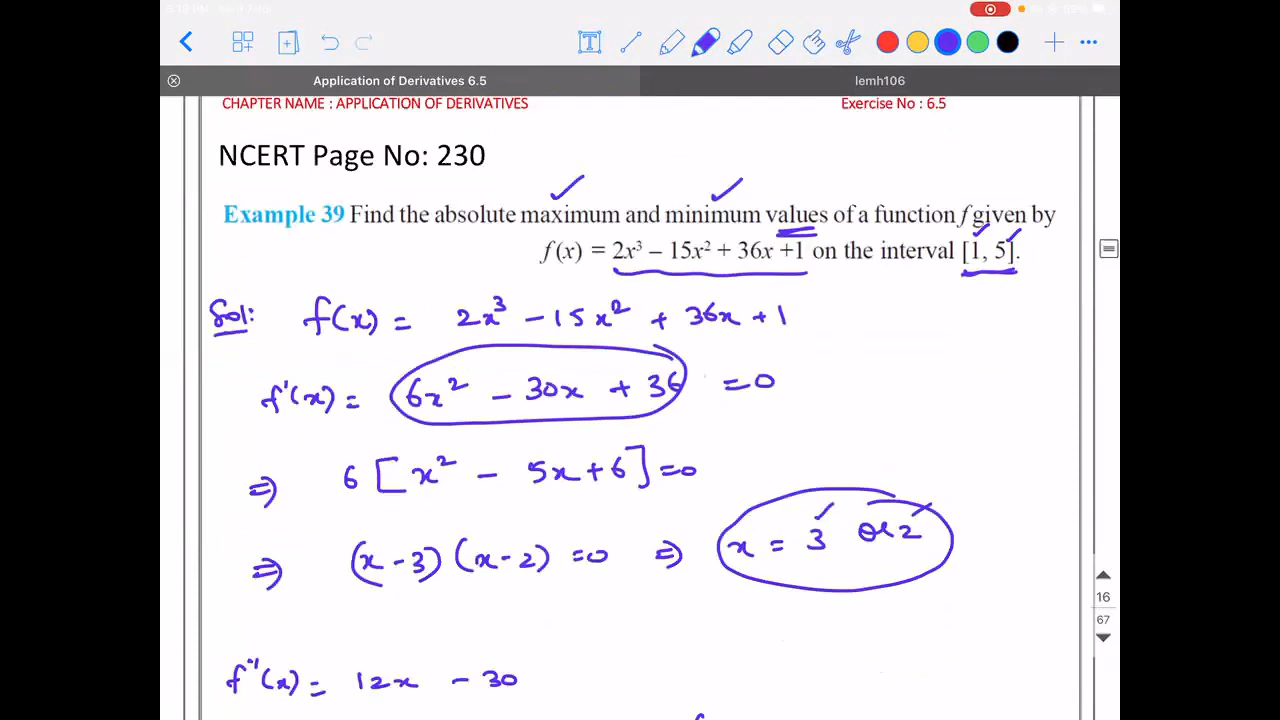 Application of Derivatives 6.5
lemh106
CHAPTER NAME : APPLICATION OF DERIVATIVES
Exercise No : 6.5
NCERT Page No: 230
Example 39 Find the absolute maximum and minimum values of a function f given by
f(x) = 2x³ – 15x² + 36x +1 on the interval [1, 5].
Sol: f(x) = 2x³ - 15x² + 36x + 1
f'(x) = 6x² - 30x + 36 = 0
⇒ 6[x² - 5x + 6] = 0
⇒ (x - 3)(x - 2) = 0 ⇒ x = 3 or 2
16
67
f''(x) = 12x - 30